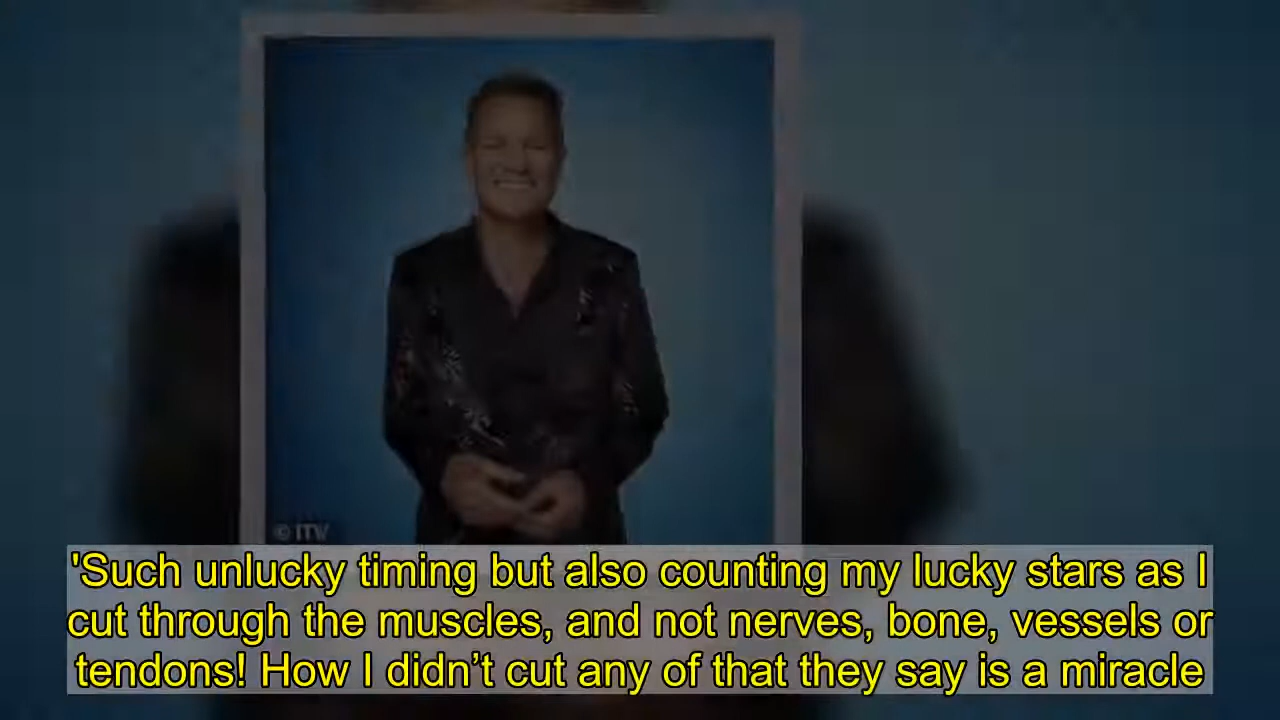 © ITV
'Such unlucky timing but also counting my lucky stars as I
cut through the muscles, and not nerves, bone, vessels or
tendons! How I didn’t cut any of that they say is a miracle